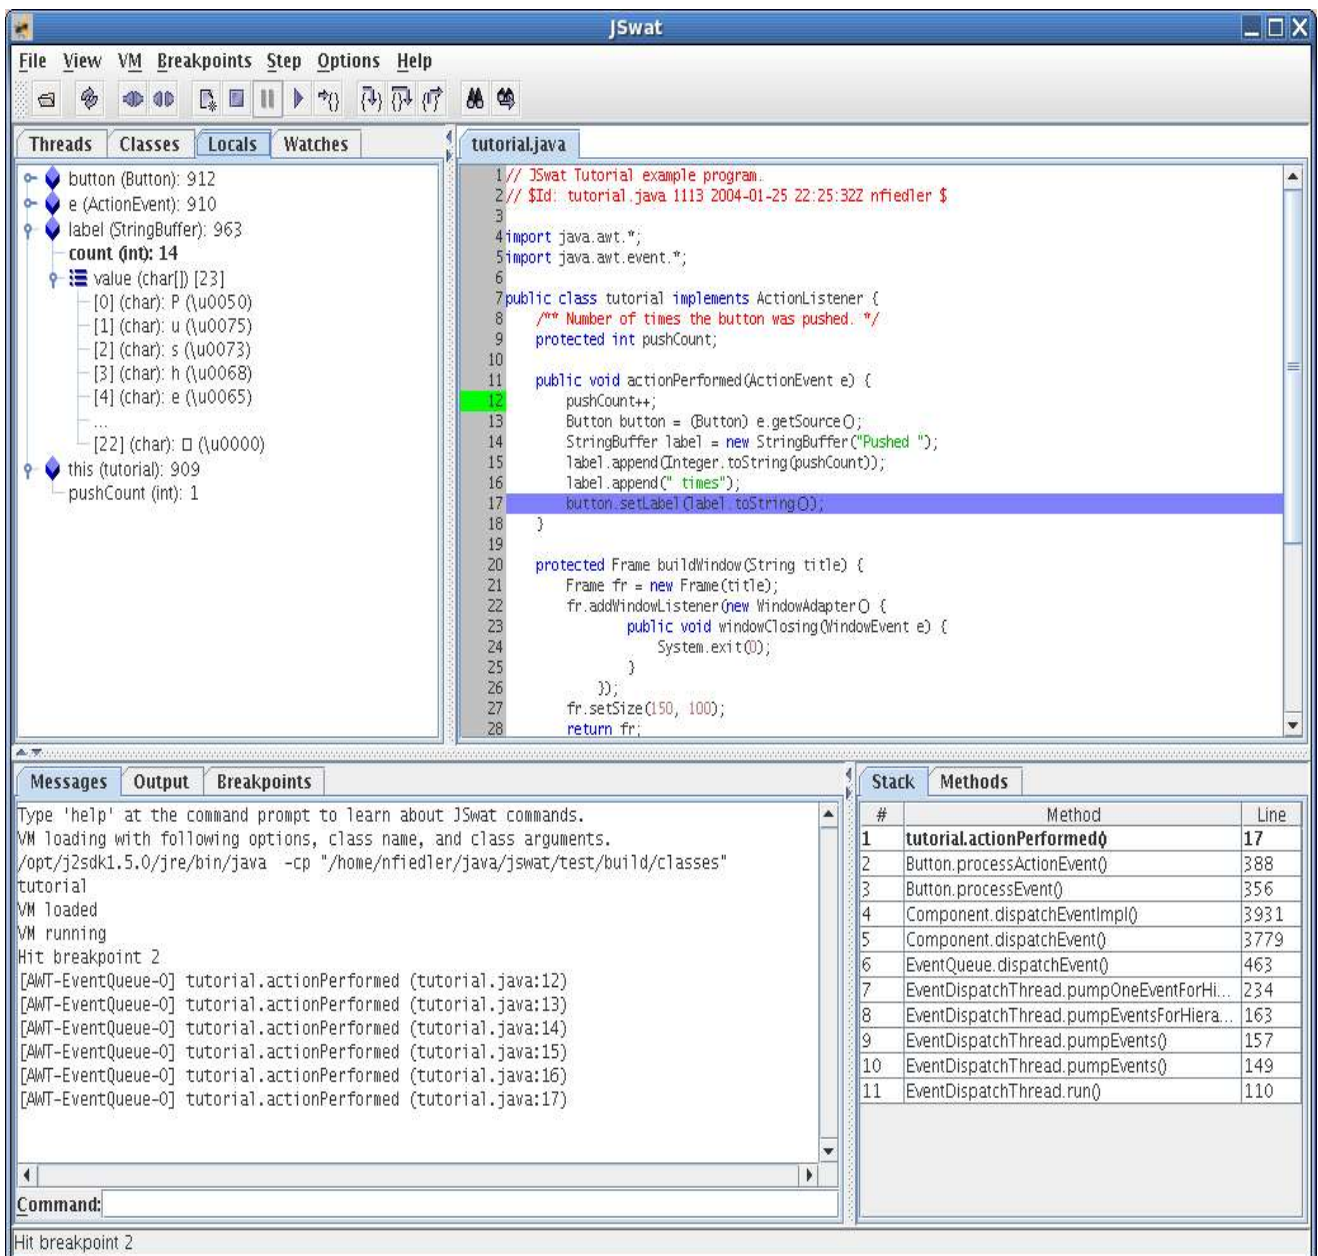 JSwat
File View VM Breakpoints Step Options Help
Threads Classes Locals Watches
button (Button): 912
e (ActionEvent): 910
label (StringBuffer): 963
count (int): 14
value (char[]) [23]
[0] (char): P (\u0050)
[1] (char): u (\u0075)
[2] (char): s (\u0073)
[3] (char): h (\u0068)
[4] (char): e (\u0065)
...
[22] (char): □ (\u0000)
this (tutorial): 909
pushCount (int): 1
tutorial.java
1 // JSwat Tutorial example program.
2 // $Id: tutorial.java 1113 2004-01-25 22:25:32Z nfiedler $
3
4 import java.awt.*;
5 import java.awt.event.*;
6
7 public class tutorial implements ActionListener {
8 /** Number of times the button was pushed. */
9 protected int pushCount;
10
11 public void actionPerformed(ActionEvent e) {
12 pushCount++;
13 Button button = (Button) e.getSource();
14 StringBuffer label = new StringBuffer("Pushed ");
15 label.append(Integer.toString(pushCount));
16 label.append(" times");
17 button.setLabel(label.toString());
18 }
19
20 protected Frame buildWindow(String title) {
21 Frame fr = new Frame(title);
22 fr.addWindowListener(new WindowAdapter() {
23 public void windowClosing(WindowEvent e) {
24 System.exit(0);
25 }
26 });
27 fr.setSize(150, 100);
28 return fr;
Messages Output Breakpoints
Type 'help' at the command prompt to learn about JSwat commands.
VM loading with following options, class name, and class arguments.
/opt/j2sdk1.5.0/jre/bin/java -cp "/home/nfiedler/java/jswat/test/build/classes"
tutorial
VM loaded
VM running
Hit breakpoint 2
[AWT-EventQueue-0] tutorial.actionPerformed (tutorial.java:12)
[AWT-EventQueue-0] tutorial.actionPerformed (tutorial.java:13)
[AWT-EventQueue-0] tutorial.actionPerformed (tutorial.java:14)
[AWT-EventQueue-0] tutorial.actionPerformed (tutorial.java:15)
[AWT-EventQueue-0] tutorial.actionPerformed (tutorial.java:16)
[AWT-EventQueue-0] tutorial.actionPerformed (tutorial.java:17)
Command:
Stack Methods
# Method Line
1 tutorial.actionPerformed() 17
2 Button.processActionEvent() 388
3 Button.processEvent() 356
4 Component.dispatchEventImpl() 3931
5 Component.dispatchEvent() 3779
6 EventQueue.dispatchEvent() 463
7 EventDispatchThread.pumpOneEventForHi... 234
8 EventDispatchThread.pumpEventsForHiera... 163
9 EventDispatchThread.pumpEvents() 157
10 EventDispatchThread.pumpEvents() 149
11 EventDispatchThread.run() 110
Hit breakpoint 2